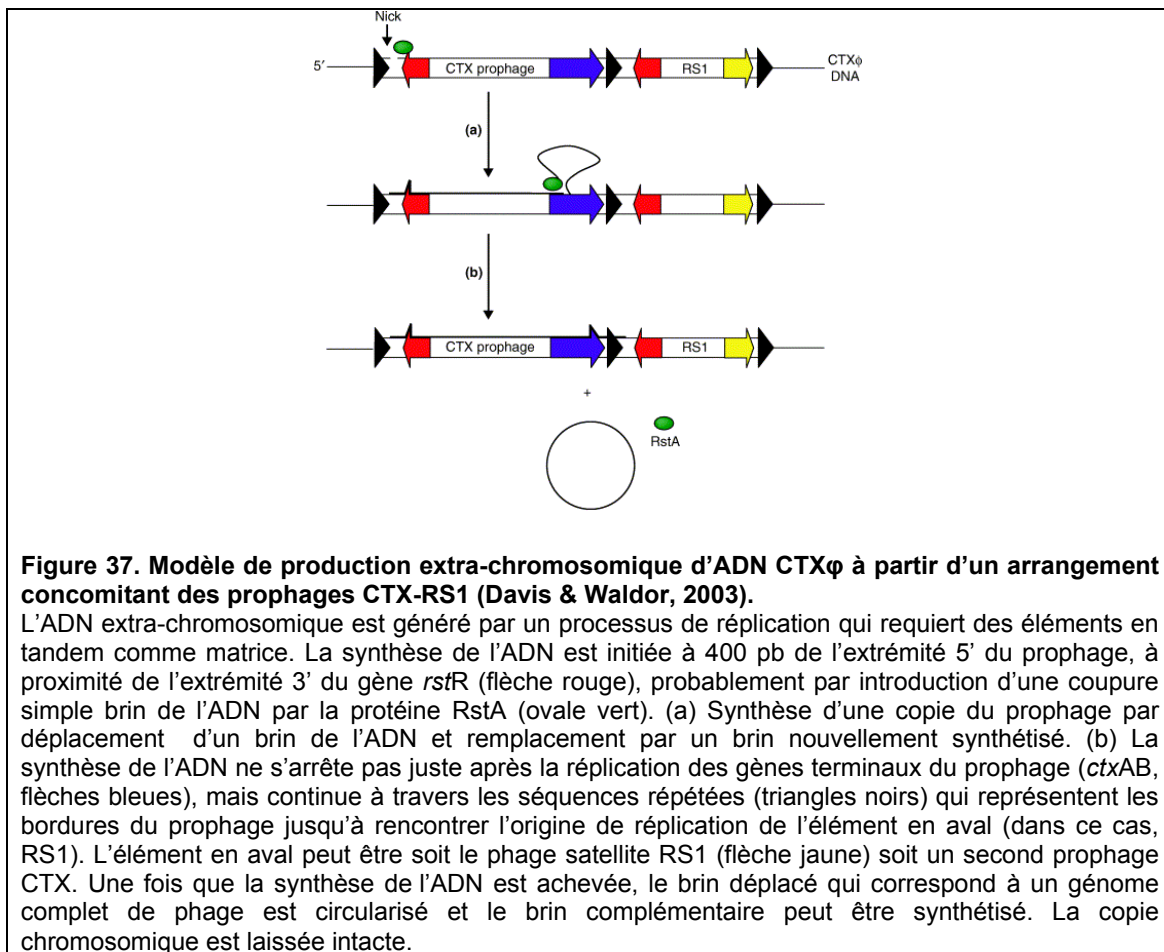 Nick
5′
CTX prophage
RS1
CTXϕ
DNA
(a)
(b)
CTX prophage
RS1
+
RstA
Figure 37. Modèle de production extra-chromosomique d’ADN CTXφ à partir d’un arrangement
concomitant des prophages CTX-RS1 (Davis & Waldor, 2003).
L’ADN extra-chromosomique est généré par un processus de réplication qui requiert des éléments en
tandem comme matrice. La synthèse de l’ADN est initiée à 400 pb de l’extrémité 5’ du prophage, à
proximité de l’extrémité 3’ du gène rstR (flèche rouge), probablement par introduction d’une coupure
simple brin de l’ADN par la protéine RstA (ovale vert). (a) Synthèse d’une copie du prophage par
déplacement d’un brin de l’ADN et remplacement par un brin nouvellement synthétisé. (b) La
synthèse de l’ADN ne s’arrête pas juste après la réplication des gènes terminaux du prophage (ctxAB,
flèches bleues), mais continue à travers les séquences répétées (triangles noirs) qui représentent les
bordures du prophage jusqu’à rencontrer l’origine de réplication de l’élément en aval (dans ce cas,
RS1). L’élément en aval peut être soit le phage satellite RS1 (flèche jaune) soit un second prophage
CTX. Une fois que la synthèse de l’ADN est achevée, le brin déplacé qui correspond à un génome
complet de phage est circularisé et le brin complémentaire peut être synthétisé. La copie
chromosomique est laissée intacte.